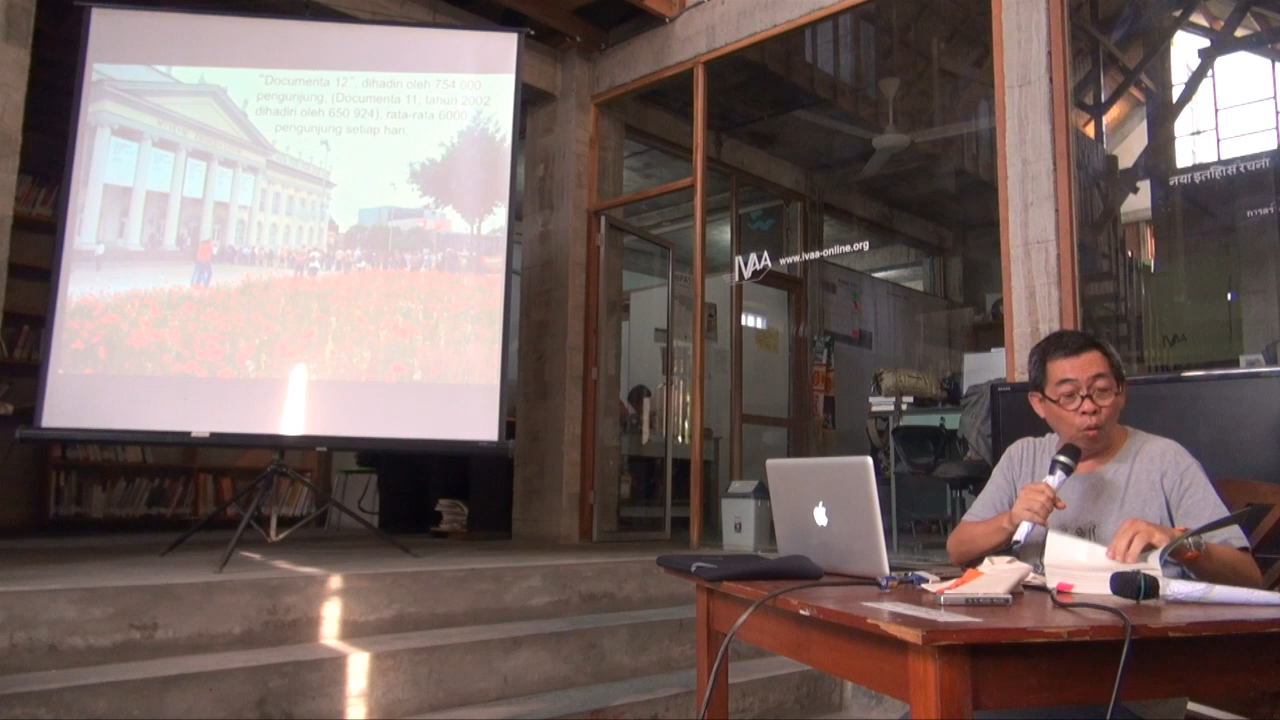 "Documenta 12", dihadiri oleh 754 000
pengunjung, (Documenta 11, tahun 2002
dihadiri oleh 650 924), rata-rata 6000
pengunjung setiap hari.
IVAA www.ivaa-online.org
नया इतिहास रचना
IVAA